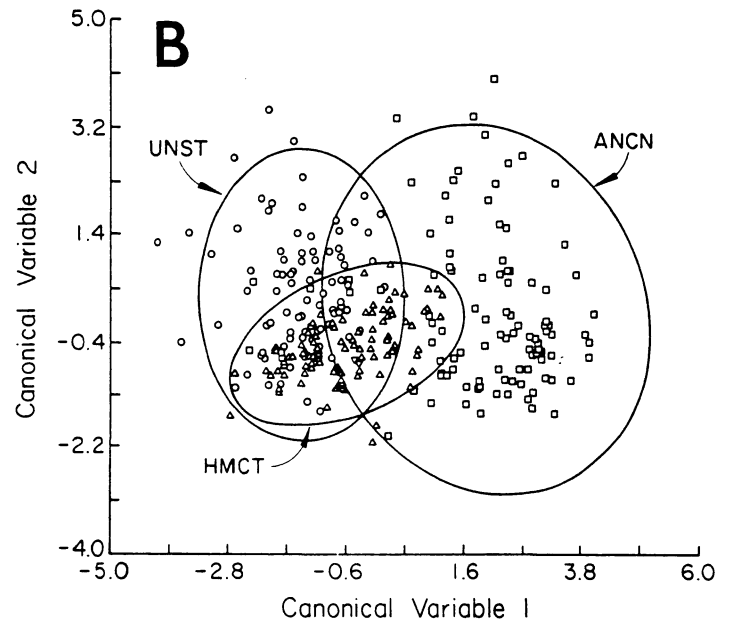 B
5.0
3.2
1.4
-0.4
-2.2
-4.0
Canonical Variable 2
UNST
ANCN
HMCT
-5.0 -2.8 -0.6 1.6 3.8 6.0
Canonical Variable 1